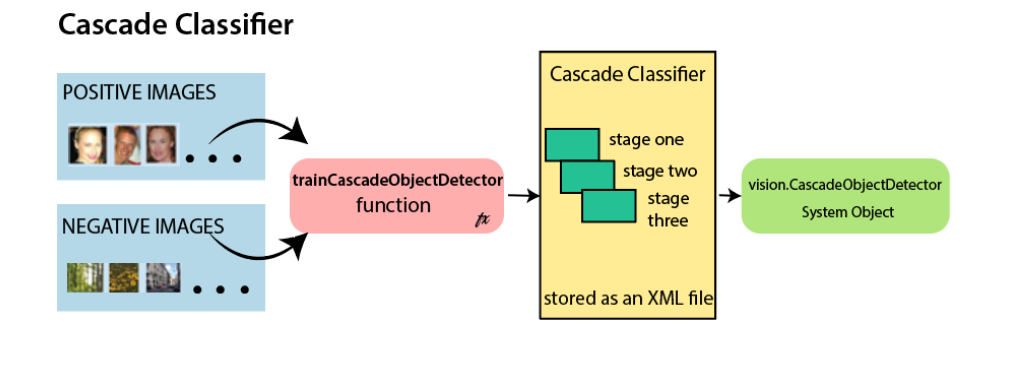 Cascade Classifier
POSITIVE IMAGES
NEGATIVE IMAGES
trainCascadeObjectDetector
function
fx
Cascade Classifier
stage one
stage two
stage
three
stored as an XML file
vision.CascadeObjectDetector
System Object